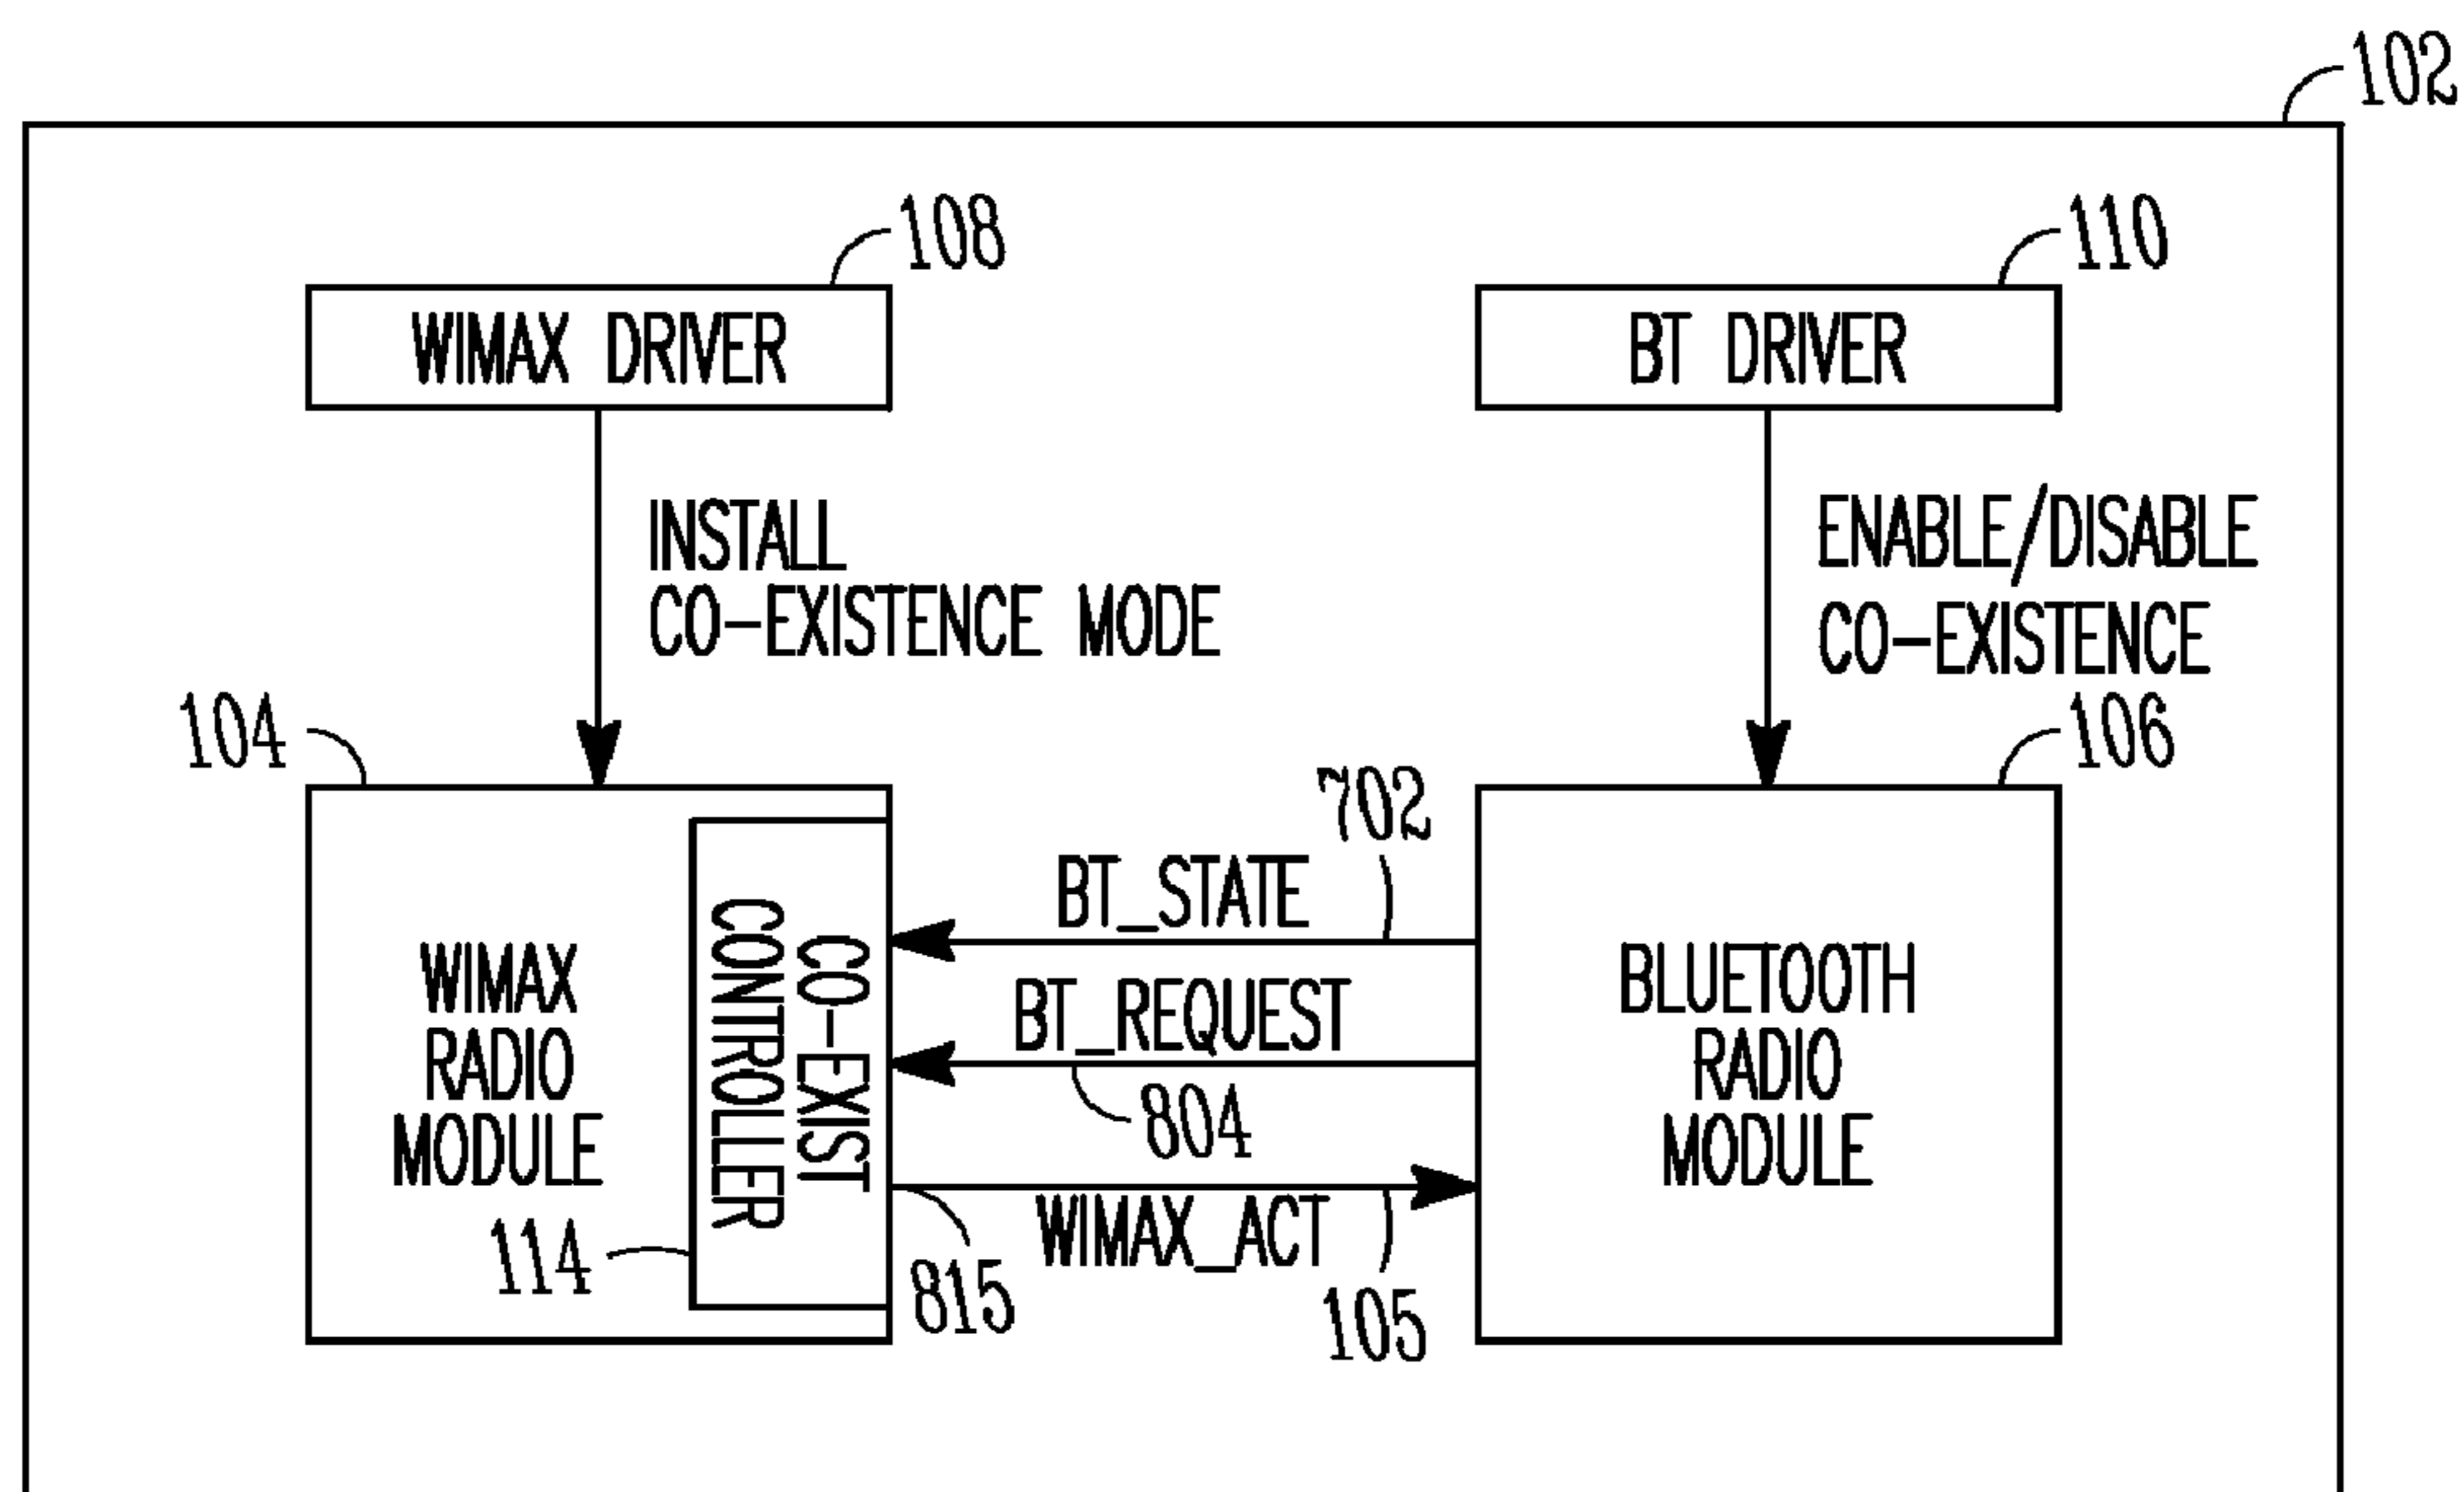 102
108
110
WIMAX DRIVER
BT DRIVER
INSTALL
CO-EXISTENCE MODE
ENABLE/DISABLE
CO-EXISTENCE
104
106
702
BT_STATE
BT_REQUEST
804
WIMAX_ACT
815
105
WIMAX
RADIO
MODULE
CO-EXIST
CONTROLLER
114
BLUETOOTH
RADIO
MODULE